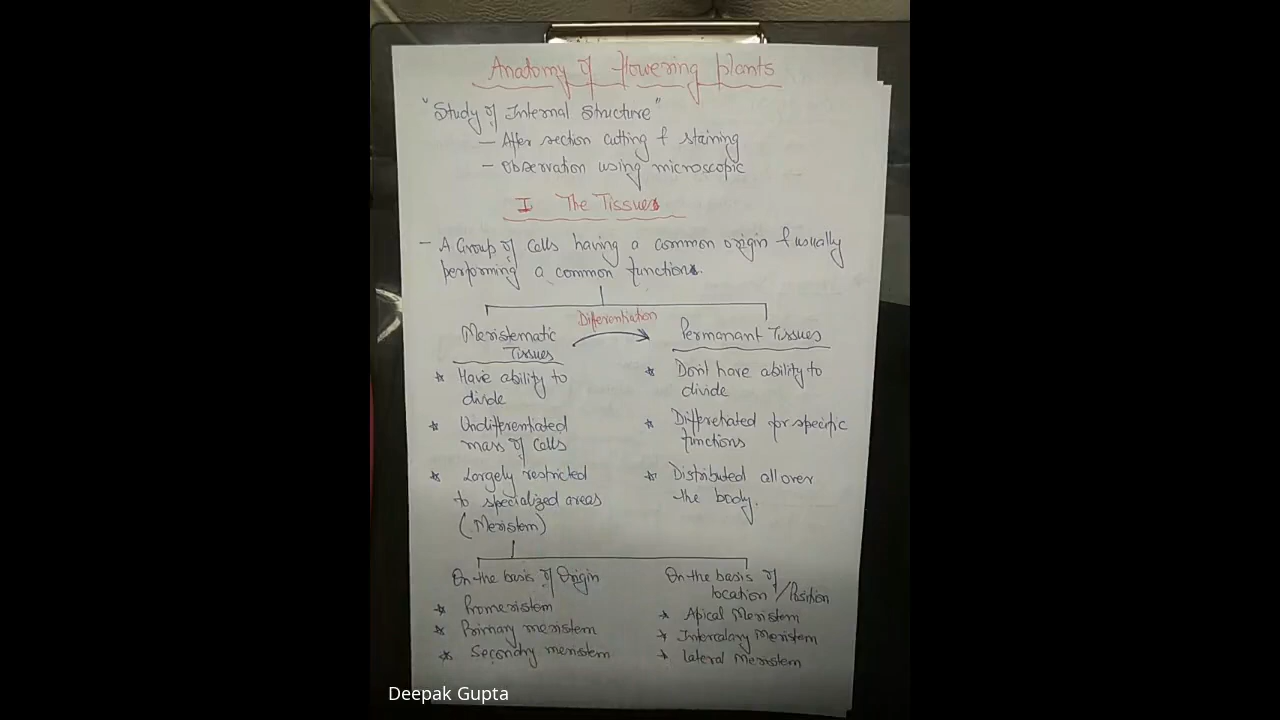 Anatomy of flowering plants
"Study of Internal Structure"
— After section cutting & staining
— Observation using microscopic
I The Tissues
— A Group of cells having a common origin & usually
performing a common function.
Differentiation
Meristematic
Tissues
* Have ability to
divide
* Undifferentiated
mass of cells
* Largely restricted
to specialized areas
(Meristem)
Permanant Tissues
* Don't have ability to
divide
* Differetiated for specific
functions
* Distributed all over
the body.
On the basis of Origin
* Promeristem
* Primary meristem
* Secondry meristem
On the basis of
location/Position
* Apical Meristem
* Intercalary Meristem
* Lateral Meristem
Deepak Gupta